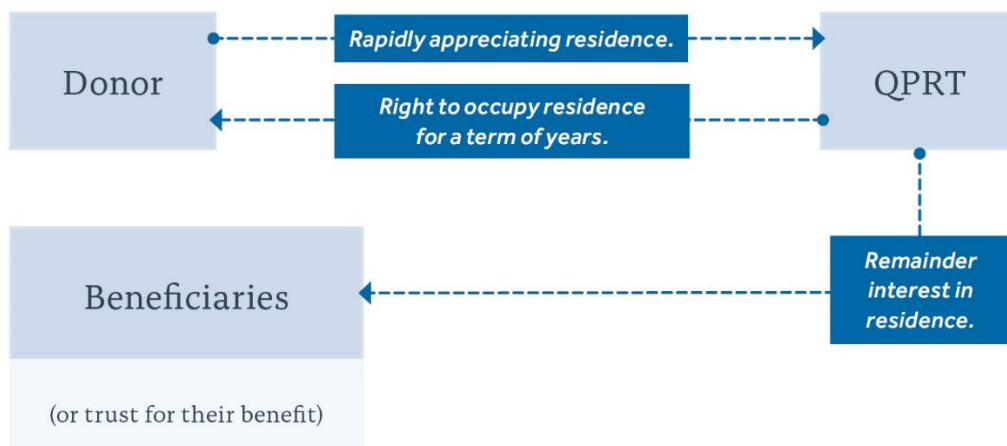 Donor
Rapidly appreciating residence.
QPRT
Right to occupy residence
for a term of years.
Beneficiaries
Remainder
interest in
residence.
(or trust for their benefit)